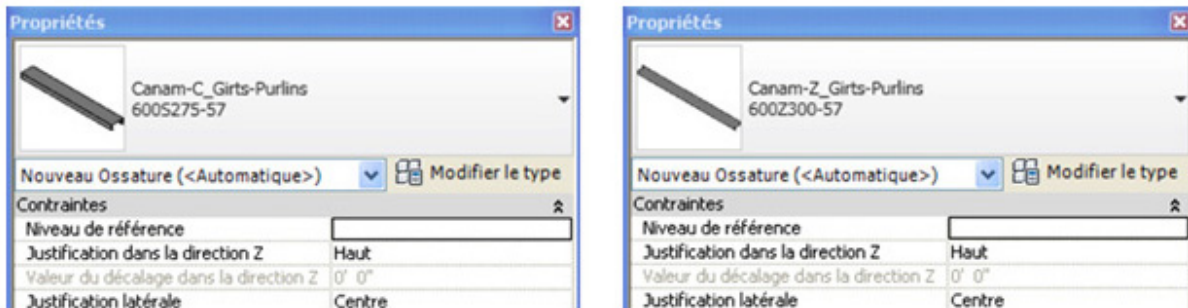 Propriétés
Canam-C_Girts-Purlins
600S275-57
Nouveau Ossature (<Automatique>)
Modifier le type
Contraintes
Niveau de référence
Justification dans la direction Z Haut
Valeur du décalage dans la direction Z 0' 0"
Justification latérale Centre
Propriétés
Canam-Z_Girts-Purlins
600Z300-57
Nouveau Ossature (<Automatique>)
Modifier le type
Contraintes
Niveau de référence
Justification dans la direction Z Haut
Valeur du décalage dans la direction Z 0' 0"
Justification latérale Centre